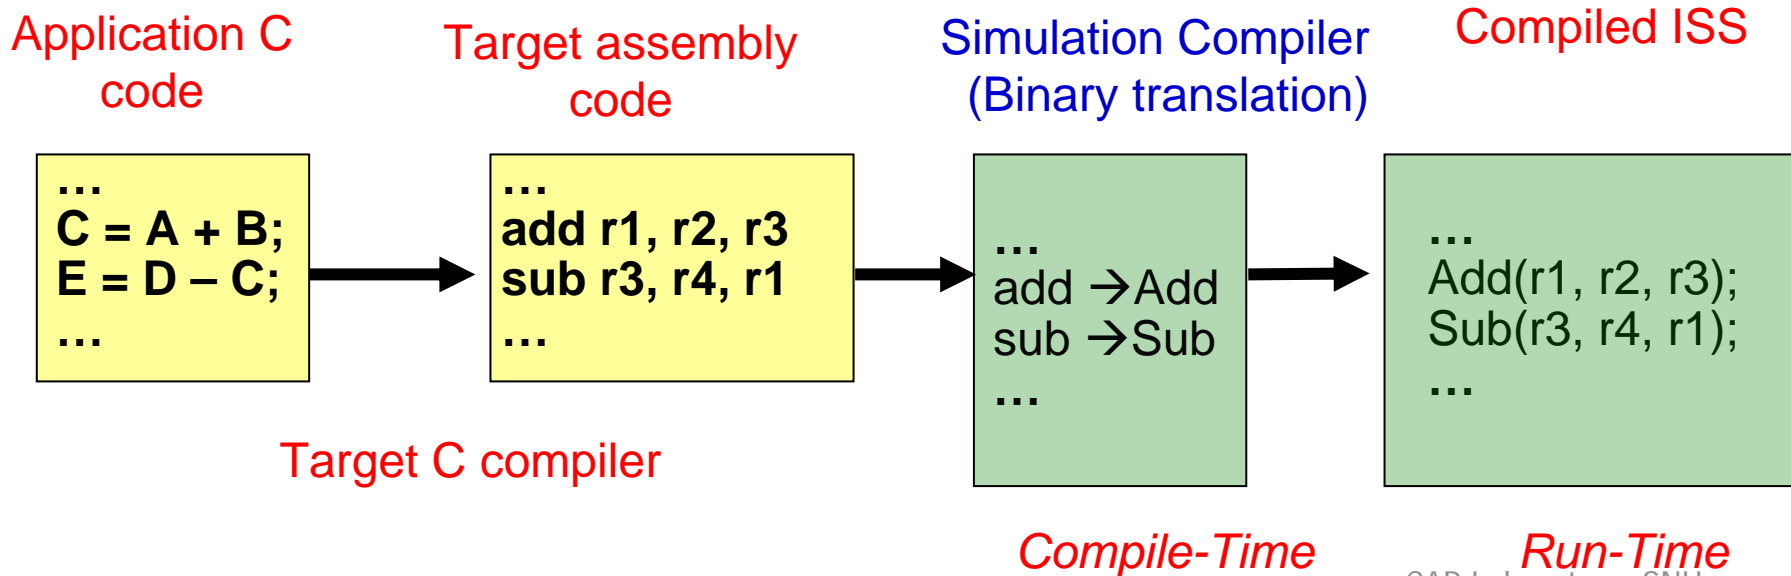 Application C
code
Target assembly
code
Simulation Compiler
(Binary translation)
Compiled ISS
…
C = A + B;
E = D – C;
…
…
add r1, r2, r3
sub r3, r4, r1
…
…
add →Add
sub →Sub
…
…
Add(r1, r2, r3);
Sub(r3, r4, r1);
…
Target C compiler
Compile-Time
Run-Time